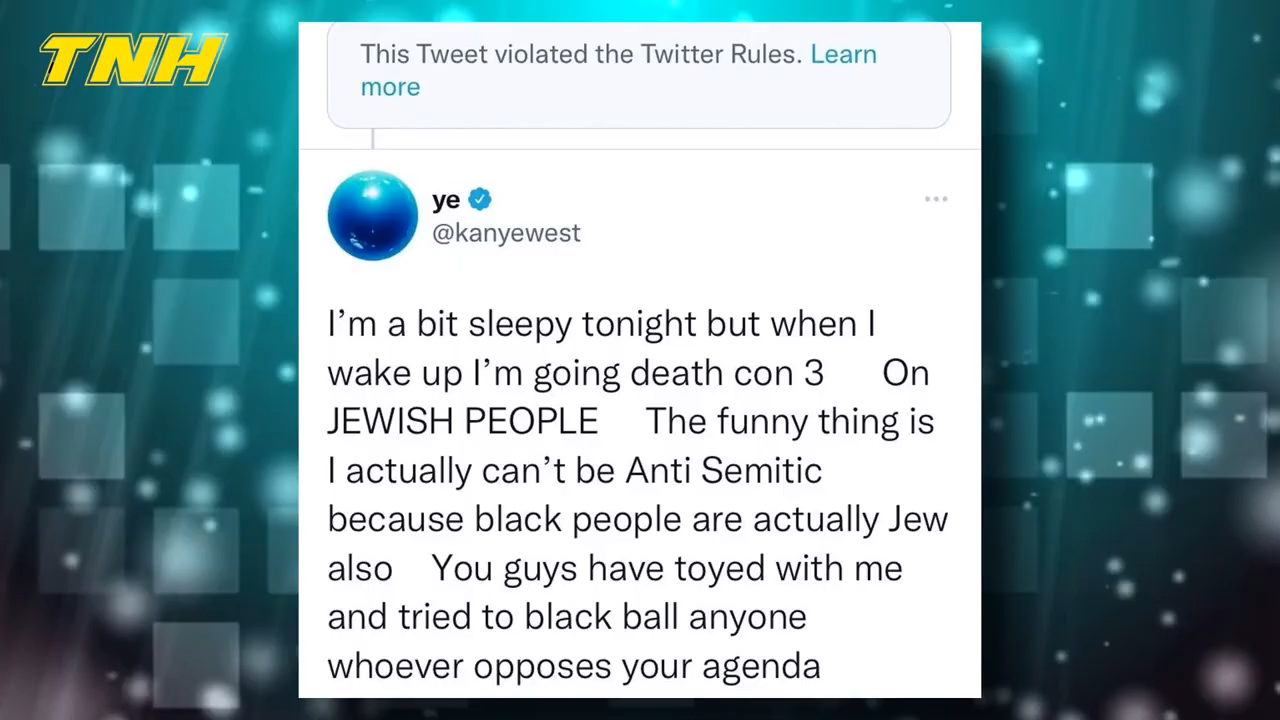 TNH
This Tweet violated the Twitter Rules. Learn
more
ye
@kanyewest
I’m a bit sleepy tonight but when I
wake up I’m going death con 3 On
JEWISH PEOPLE The funny thing is
I actually can’t be Anti Semitic
because black people are actually Jew
also You guys have toyed with me
and tried to black ball anyone
whoever opposes your agenda